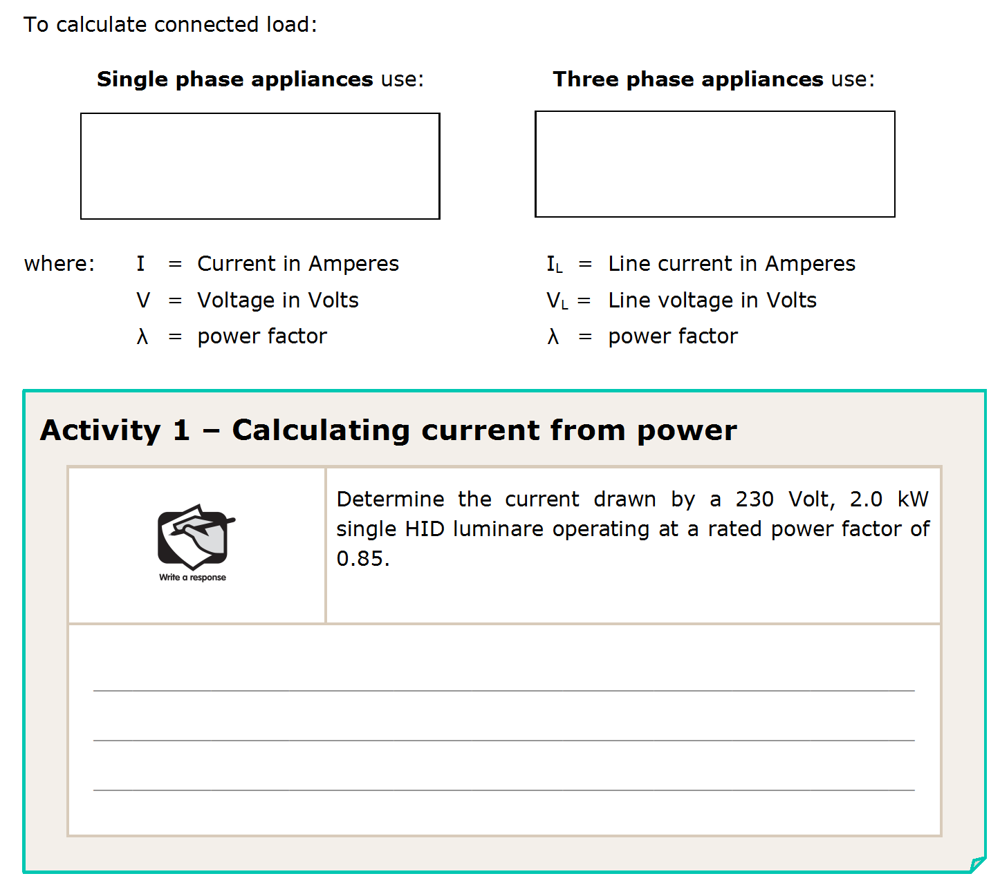 To calculate connected load:
Single phase appliances use: Three phase appliances use:
where: I = Current in Amperes I_L = Line current in Amperes
V = Voltage in Volts V_L = Line voltage in Volts
λ = power factor λ = power factor
Activity 1 – Calculating current from power
Determine the current drawn by a 230 Volt, 2.0 kW
single HID luminare operating at a rated power factor of
0.85.
Write a response